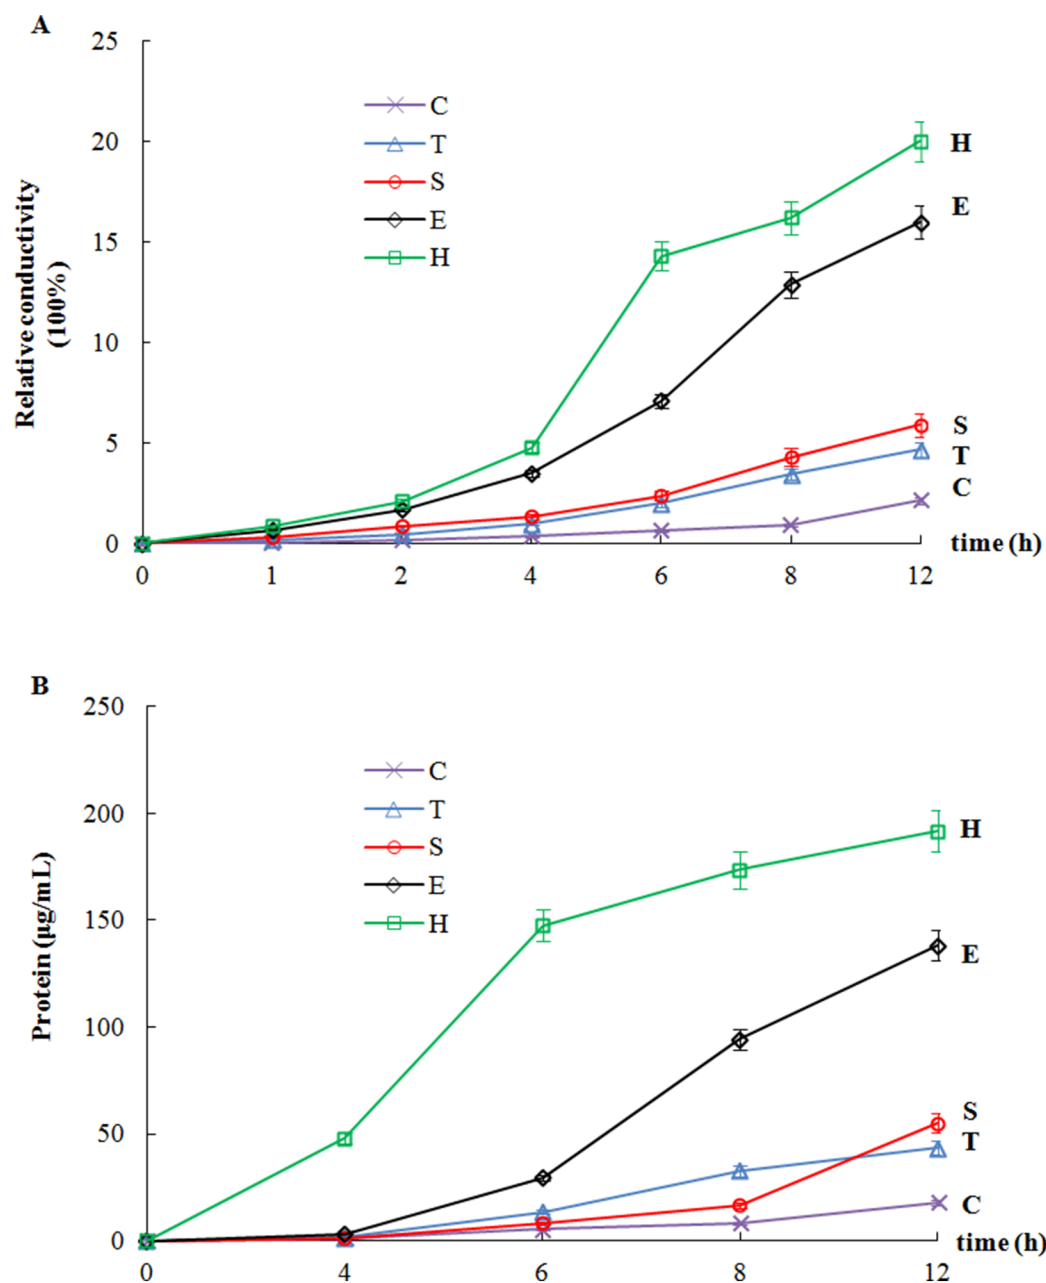 A
25
20
15
10
5
0
Relative conductivity
(100%)
C
T
S
E
H
H
E
S
T
C
time (h)
0 1 2 4 6 8 12
B
250
200
150
100
50
0
Protein (μg/mL)
C
T
S
E
H
H
E
S
T
C
time (h)
0 4 6 8 12